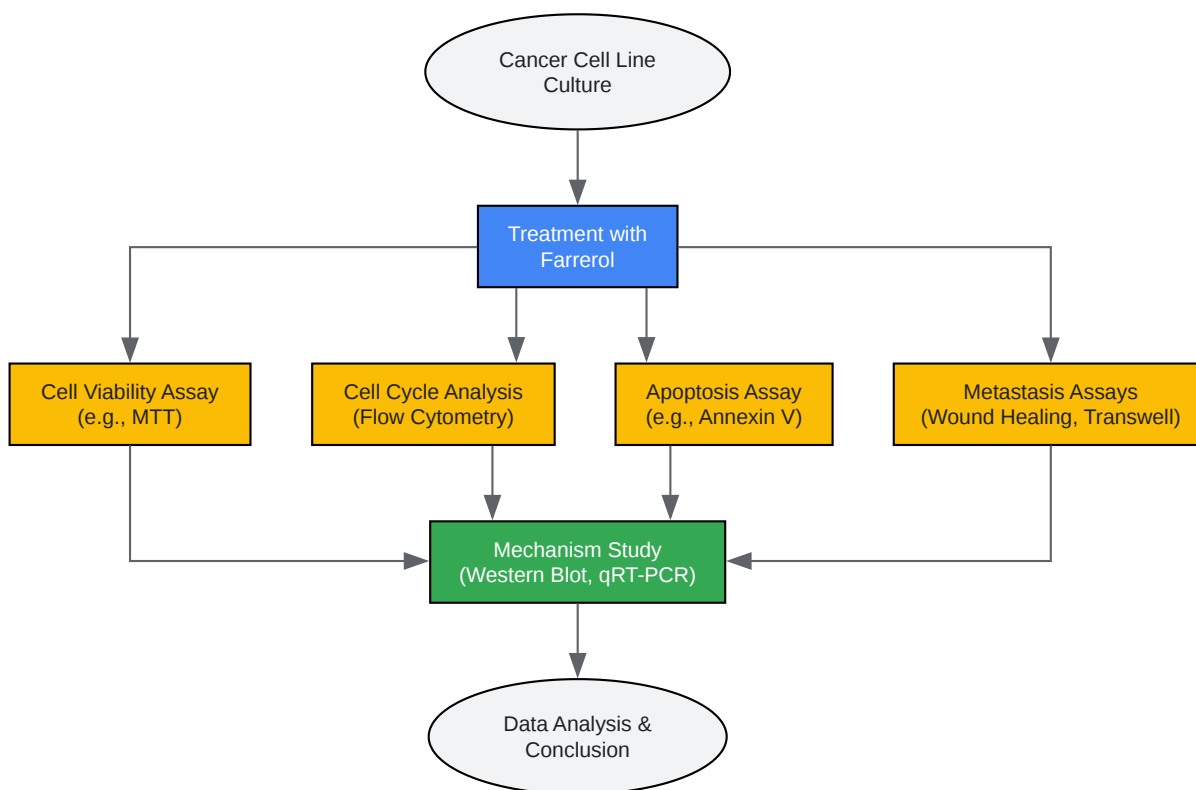 Cancer Cell Line
Culture
Treatment with
Farrerol
Cell Viability Assay
(e.g., MTT)
Cell Cycle Analysis
(Flow Cytometry)
Apoptosis Assay
(e.g., Annexin V)
Metastasis Assays
(Wound Healing, Transwell)
Mechanism Study
(Western Blot, qRT-PCR)
Data Analysis &
Conclusion